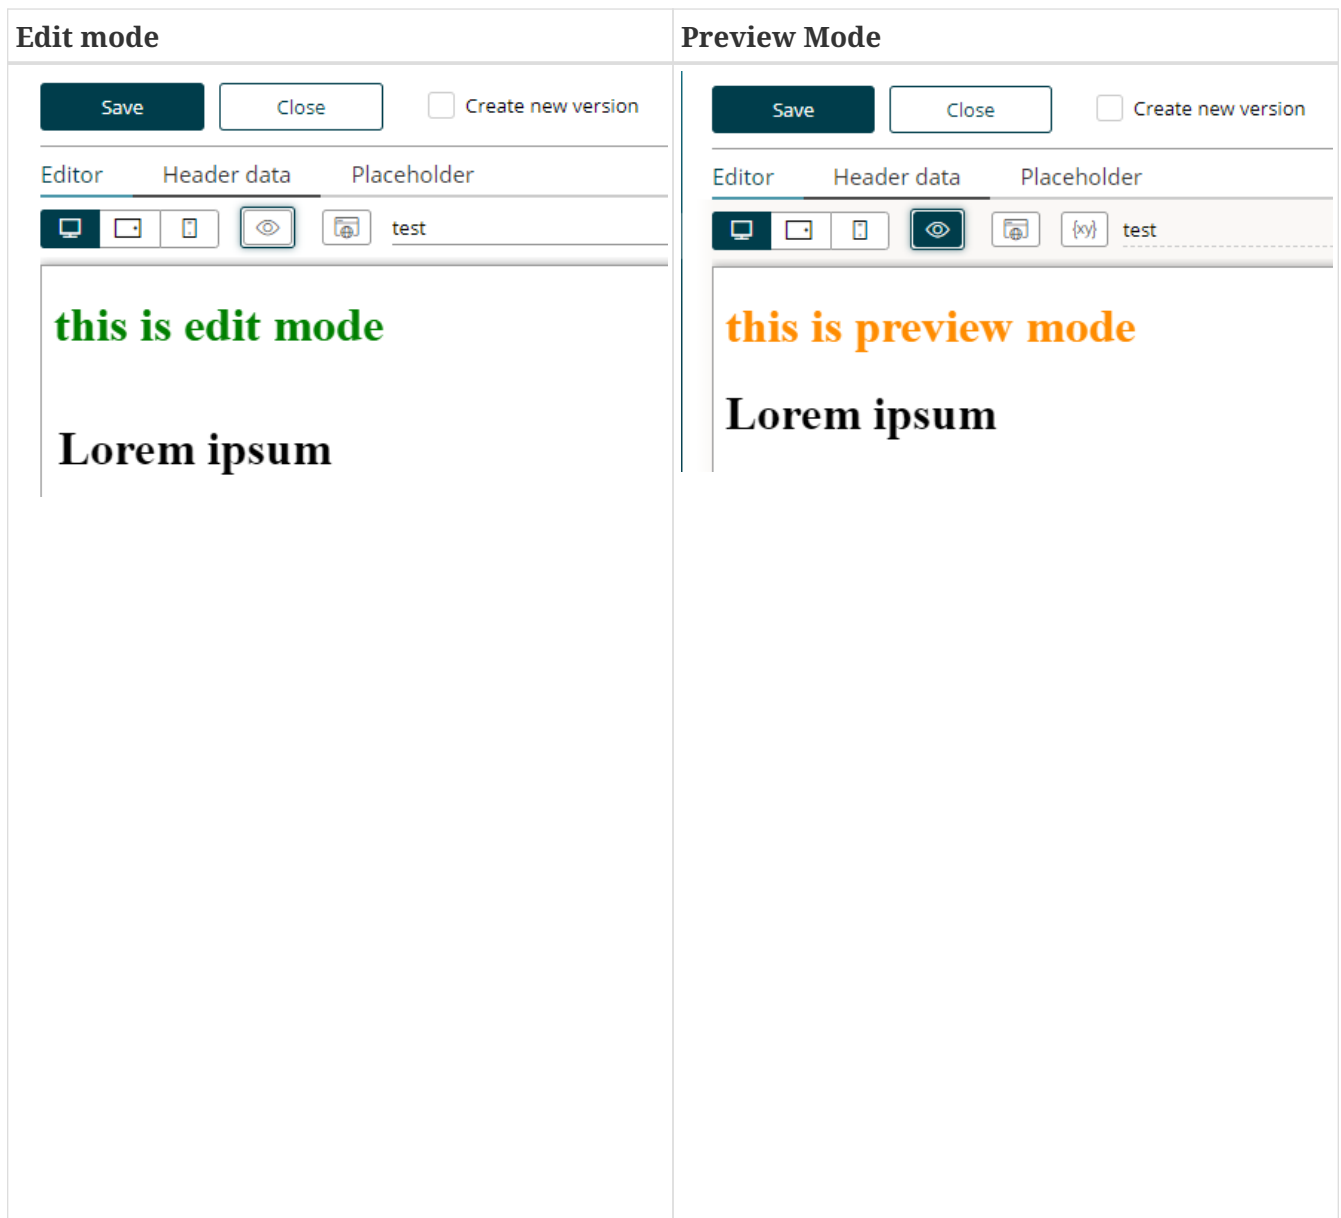 Edit mode
Preview Mode
Save Close Create new version
Editor Header data Placeholder
test
this is edit mode
Lorem ipsum
Save Close Create new version
Editor Header data Placeholder
{xy} test
this is preview mode
Lorem ipsum